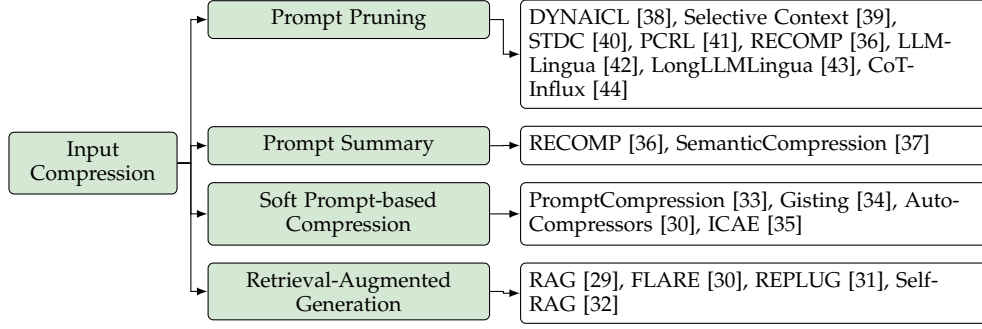 Input
Compression
Prompt Pruning
DYNAICL [38], Selective Context [39],
STDC [40], PCRL [41], RECOMP [36], LLM-
Lingua [42], LongLLMLingua [43], CoT-
Influx [44]
Prompt Summary
RECOMP [36], SemanticCompression [37]
Soft Prompt-based
Compression
PromptCompression [33], Gisting [34], Auto-
Compressors [30], ICAE [35]
Retrieval-Augmented
Generation
RAG [29], FLARE [30], REPLUG [31], Self-
RAG [32]